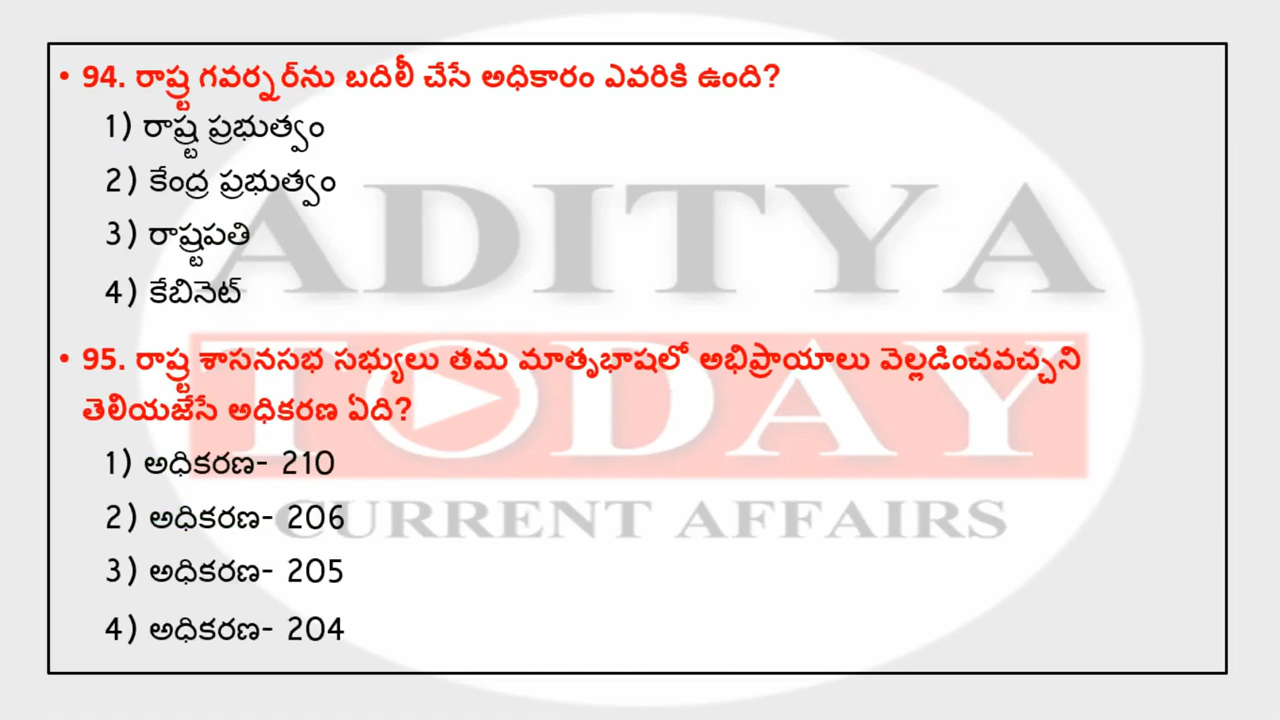 • 94. రాష్ట్ర గవర్నర్‌ను బదిలీ చేసే అధికారం ఎవరికి ఉంది?
1) రాష్ట్ర ప్రభుత్వం
2) కేంద్ర ప్రభుత్వం
3) రాష్ట్రపతి
4) కేబినెట్
• 95. రాష్ట్ర శాసనసభ సభ్యులు తమ మాతృభాషలో అభిప్రాయాలు వెల్లడించవచ్చని
తెలియజేసే అధికరణ ఏది?
1) అధికరణ- 210
2) అధికరణ- 206
3) అధికరణ- 205
4) అధికరణ- 204
ADITYA
TODAY
CURRENT AFFAIRS